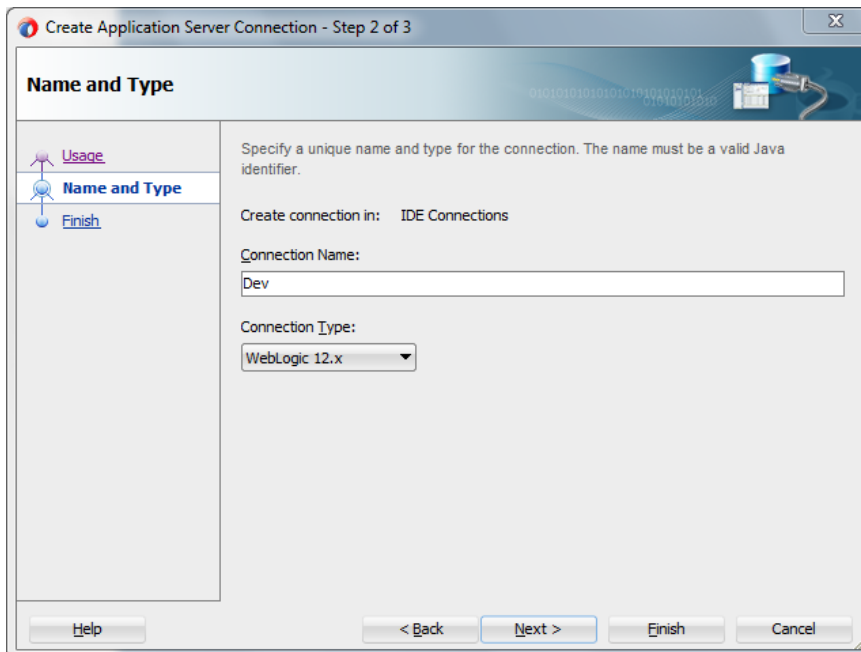 Create Application Server Connection - Step 2 of 3
Name and Type
0101010101010101010101010101
01010101010
Usage
Name and Type
Finish
Specify a unique name and type for the connection. The name must be a valid Java
identifier.
Create connection in: IDE Connections
Connection Name:
Dev
Connection Type:
WebLogic 12.x
Help
< Back
Next >
Finish
Cancel